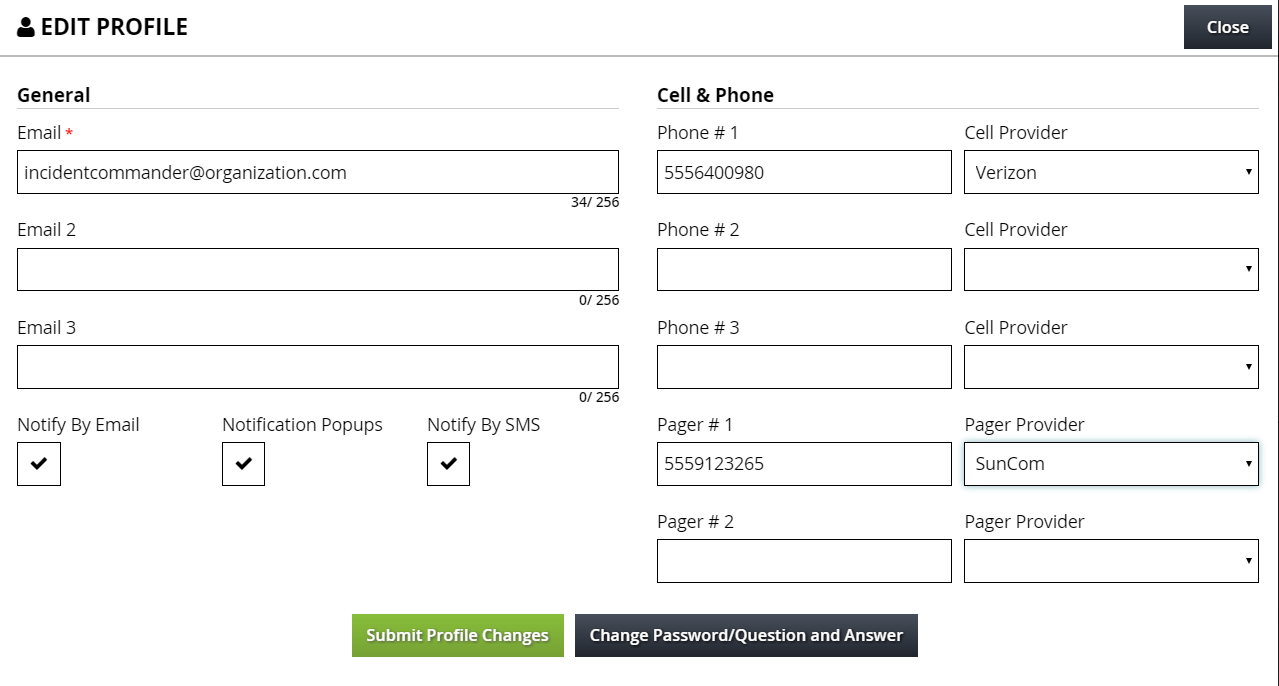 EDIT PROFILE
Close
General
Email *
incidentcommander@organization.com
34/ 256
Email 2
0/ 256
Email 3
0/ 256
Notify By Email
Notification Popups
Notify By SMS
Cell & Phone
Phone # 1
Cell Provider
5556400980
Verizon
Phone # 2
Cell Provider
Phone # 3
Cell Provider
Pager # 1
Pager Provider
5559123265
SunCom
Pager # 2
Pager Provider
Submit Profile Changes
Change Password/Question and Answer